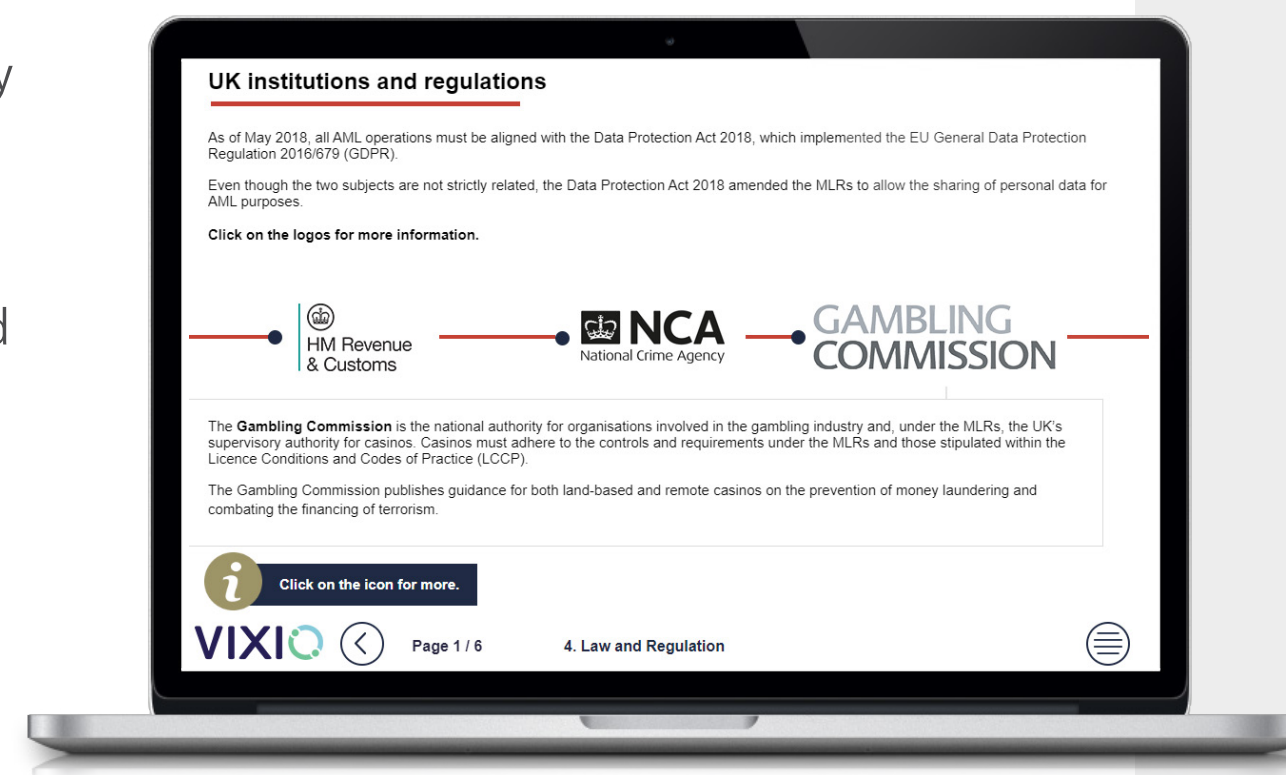 y
d
UK institutions and regulations
As of May 2018, all AML operations must be aligned with the Data Protection Act 2018, which implemented the EU General Data Protection
Regulation 2016/679 (GDPR).
Even though the two subjects are not strictly related, the Data Protection Act 2018 amended the MLRs to allow the sharing of personal data for
AML purposes.
Click on the logos for more information.
HM Revenue
& Customs
NCA
National Crime Agency
GAMBLING
COMMISSION
The Gambling Commission is the national authority for organisations involved in the gambling industry and, under the MLRs, the UK's
supervisory authority for casinos. Casinos must adhere to the controls and requirements under the MLRs and those stipulated within the
Licence Conditions and Codes of Practice (LCCP).
The Gambling Commission publishes guidance for both land-based and remote casinos on the prevention of money laundering and
combating the financing of terrorism.
i Click on the icon for more.
VIXIO Page 1 / 6 4. Law and Regulation